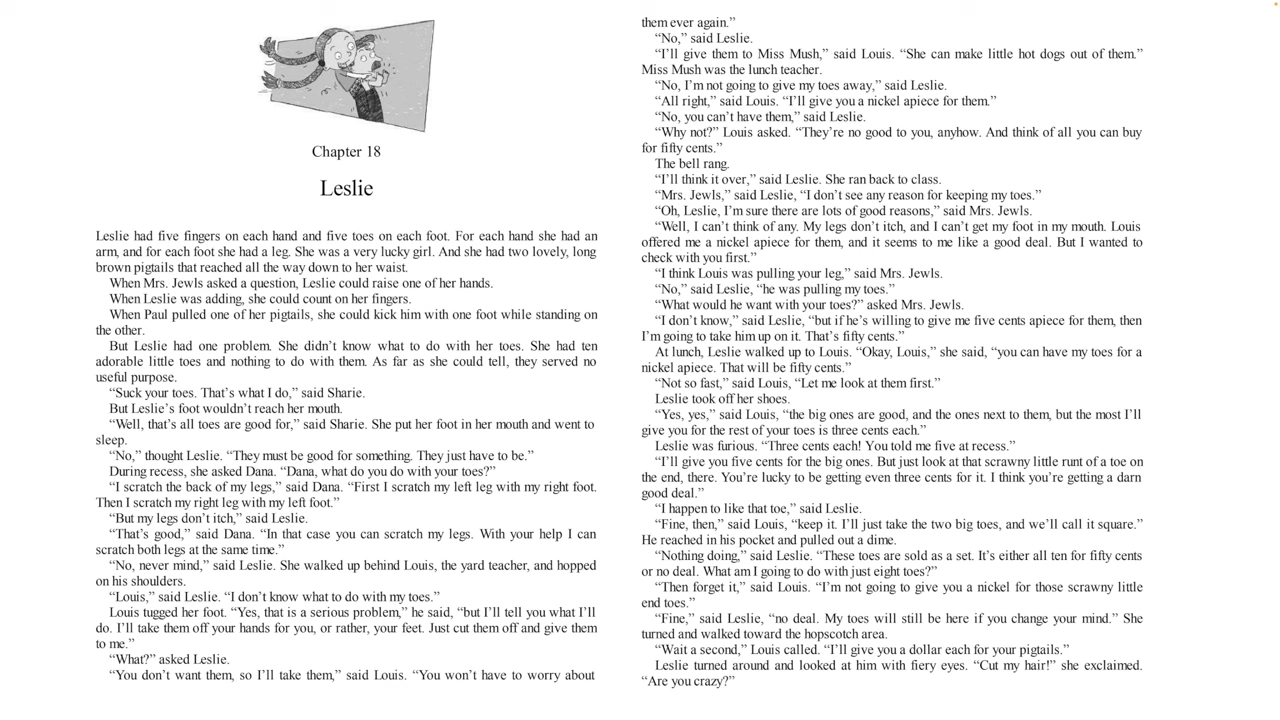 Chapter 18
Leslie
Leslie had five fingers on each hand and five toes on each foot. For each hand she had an
arm, and for each foot she had a leg. She was a very lucky girl. And she had two lovely, long
brown pigtails that reached all the way down to her waist.
When Mrs. Jewls asked a question, Leslie could raise one of her hands.
When Leslie was adding, she could count on her fingers.
When Paul pulled one of her pigtails, she could kick him with one foot while standing on
the other.
But Leslie had one problem. She didn’t know what to do with her toes. She had ten
adorable little toes and nothing to do with them. As far as she could tell, they served no
useful purpose.
“Suck your toes. That’s what I do,” said Sharie.
But Leslie’s foot wouldn’t reach her mouth.
“Well, that’s all toes are good for,” said Sharie. She put her foot in her mouth and went to
sleep.
“No,” thought Leslie. “They must be good for something. They just have to be.”
During recess, she asked Dana. “Dana, what do you do with your toes?”
“I scratch the back of my legs,” said Dana. “First I scratch my left leg with my right foot.
Then I scratch my right leg with my left foot.”
“But my legs don’t itch,” said Leslie.
“That’s good,” said Dana. “In that case you can scratch my legs. With your help I can
scratch both legs at the same time.”
“No, never mind,” said Leslie. She walked up behind Louis, the yard teacher, and hopped
on his shoulders.
“Louis,” said Leslie. “I don’t know what to do with my toes.”
Louis tugged her foot. “Yes, that is a serious problem,” he said, “but I’ll tell you what I’ll
do. I’ll take them off your hands for you, or rather, your feet. Just cut them off and give them
to me.”
“What?” asked Leslie.
“You don’t want them, so I’ll take them,” said Louis. “You won’t have to worry about
them ever again.”
“No,” said Leslie.
“I’ll give them to Miss Mush,” said Louis. “She can make little hot dogs out of them.”
Miss Mush was the lunch teacher.
“No, I’m not going to give my toes away,” said Leslie.
“All right,” said Louis. “I’ll give you a nickel apiece for them.”
“No, you can’t have them,” said Leslie.
“Why not?” Louis asked. “They’re no good to you, anyhow. And think of all you can buy
for fifty cents.”
The bell rang.
“I’ll think it over,” said Leslie. She ran back to class.
“Mrs. Jewls,” said Leslie, “I don’t see any reason for keeping my toes.”
“Oh, Leslie, I’m sure there are lots of good reasons,” said Mrs. Jewls.
“Well, I can’t think of any. My legs don’t itch, and I can’t get my foot in my mouth. Louis
offered me a nickel apiece for them, and it seems to me like a good deal. But I wanted to
check with you first.”
“I think Louis was pulling your leg,” said Mrs. Jewls.
“No,” said Leslie, “he was pulling my toes.”
“What would he want with your toes?” asked Mrs. Jewls.
“I don’t know,” said Leslie, “but if he’s willing to give me five cents apiece for them, then
I’m going to take him up on it. That’s fifty cents.”
At lunch, Leslie walked up to Louis. “Okay, Louis,” she said, “you can have my toes for a
nickel apiece. That will be fifty cents.”
“Not so fast,” said Louis, “Let me look at them first.”
Leslie took off her shoes.
“Yes, yes,” said Louis, “the big ones are good, and the ones next to them, but the most I’ll
give you for the rest of your toes is three cents each.”
Leslie was furious. “Three cents each! You told me five at recess.”
“I’ll give you five cents for the big ones. But just look at that scrawny little runt of a toe on
the end, there. You’re lucky to be getting even three cents for it. I think you’re getting a darn
good deal.”
“I happen to like that toe,” said Leslie.
“Fine, then,” said Louis, “keep it. I’ll just take the two big toes, and we’ll call it square.”
He reached in his pocket and pulled out a dime.
“Nothing doing,” said Leslie. “These toes are sold as a set. It’s either all ten for fifty cents
or no deal. What am I going to do with just eight toes?”
“Then forget it,” said Louis. “I’m not going to give you a nickel for those scrawny little
end toes.”
“Fine,” said Leslie, “no deal. My toes will still be here if you change your mind.” She
turned and walked toward the hopscotch area.
“Wait a second,” Louis called. “I’ll give you a dollar each for your pigtails.”
Leslie turned around and looked at him with fiery eyes. “Cut my hair!” she exclaimed.
“Are you crazy?”